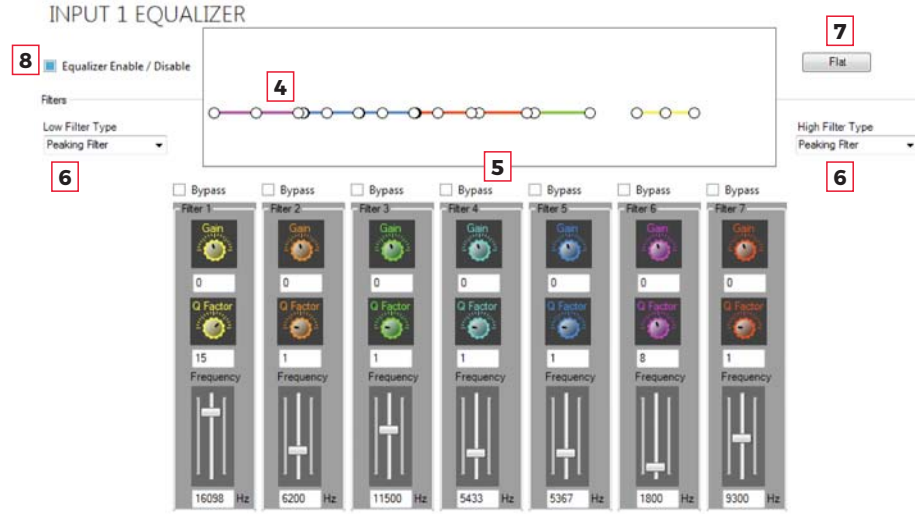 INPUT 1 EQUALIZER
7
8
Equalizer Enable / Disable
Flat
4
Filters
Low Filter Type
High Filter Type
Peaking Filter
Peaking Filter
6
5
6
Bypass Bypass Bypass Bypass Bypass Bypass Bypass
Filter 1 Filter 2 Filter 3 Filter 4 Filter 5 Filter 6 Filter 7
Gain Gain Gain Gain Gain Gain Gain
0 0 0 0 0 0 0
Q Factor Q Factor Q Factor Q Factor Q Factor Q Factor Q Factor
15 1 1 1 1 8 1
Frequency Frequency Frequency Frequency Frequency Frequency Frequency
16098 Hz 6200 Hz 11500 Hz 5433 Hz 5367 Hz 1800 Hz 9300 Hz